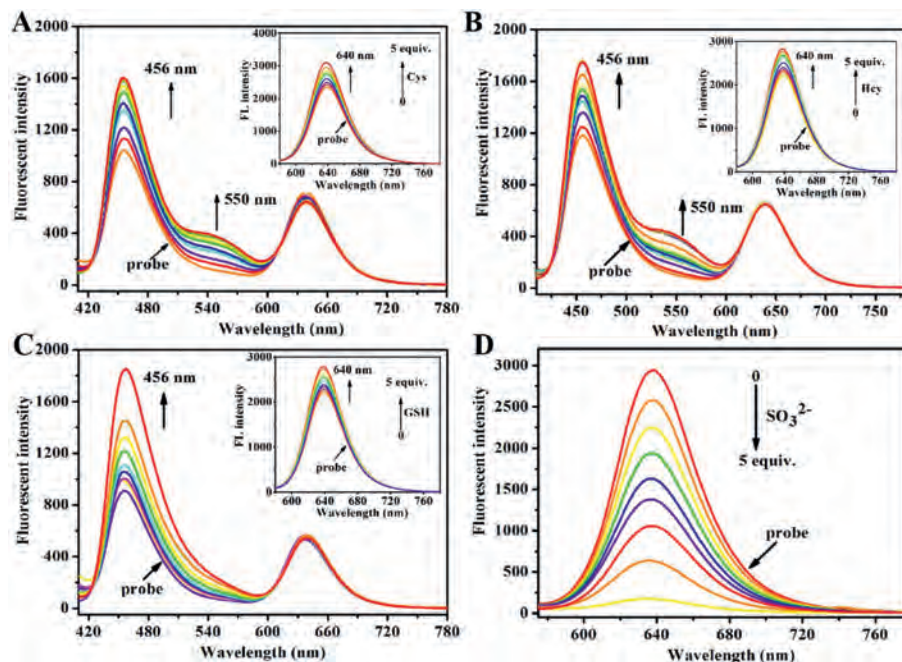 A
Fluorescent intensity
2000
1600
1200
800
400
0
420 480 540 600 660 720 780
Wavelength (nm)
456 nm
550 nm
probe
FL intensity
4000
3000
2000
1000
0
600 640 680 720 760
Wavelength (nm)
640 nm
5 equiv.
Cys
0
probe
B
Fluorescent intensity
2000
1600
1200
800
400
0
450 500 550 600 650 700 750
Wavelength (nm)
456 nm
550 nm
probe
FL intensity
3000
2000
1000
0
600 640 680 720 760
Wavelength (nm)
640 nm
5 equiv.
Hcy
0
probe
C
Fluorescent intensity
2000
1600
1200
800
400
0
420 480 540 600 660 720 780
Wavelength (nm)
456 nm
probe
FL intensity
3000
2000
1000
0
600 640 680 720 760
Wavelength (nm)
640 nm
5 equiv.
GSH
0
probe
D
Fluorescent intensity
3000
2500
2000
1500
1000
500
0
600 640 680 720 760
Wavelength (nm)
0
SO₃²⁻
5 equiv.
probe